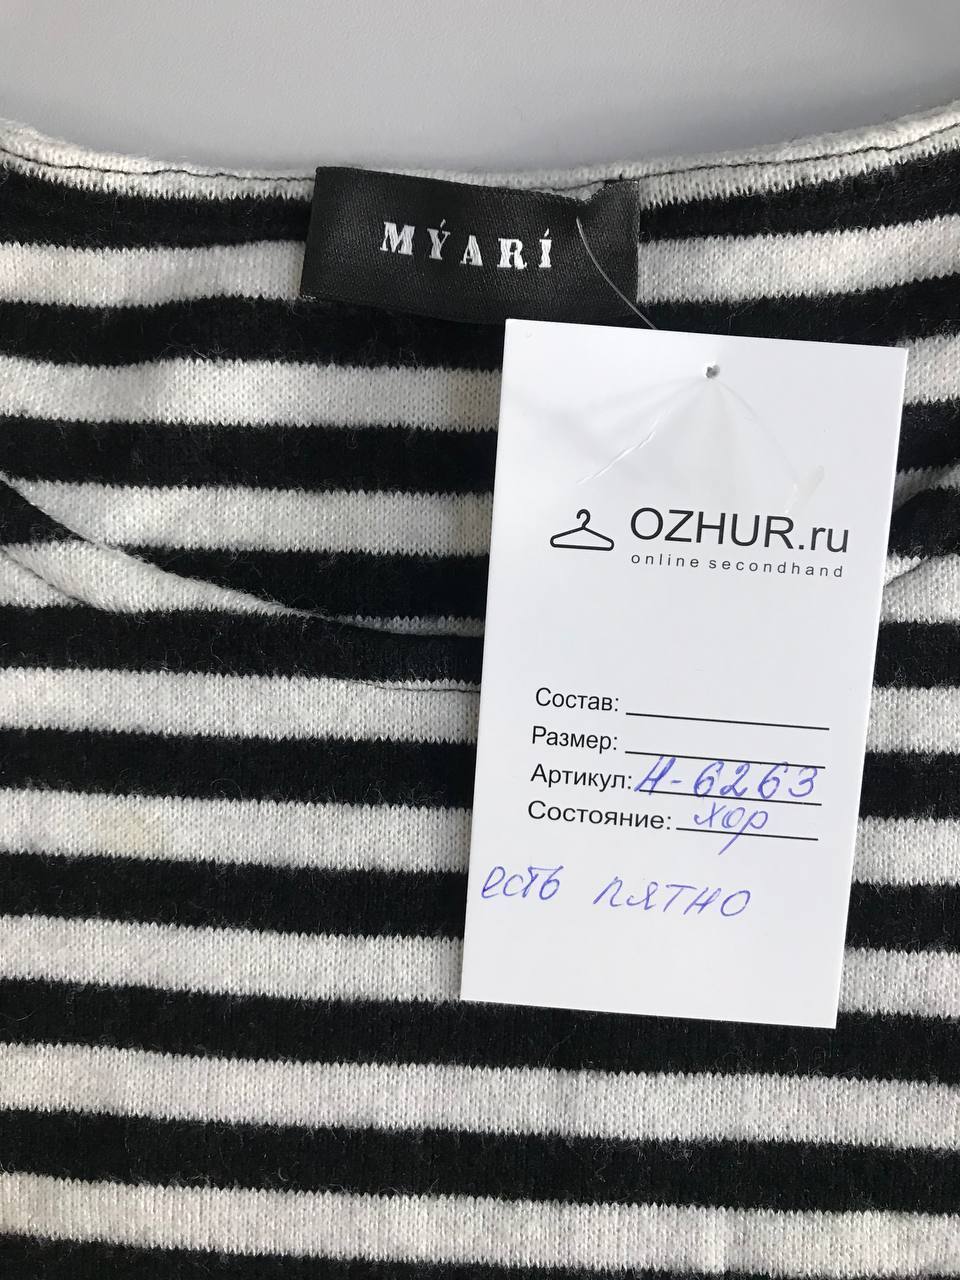 MÝARÍ
OZHUR.ru
online secondhand
Состав:
Размер:
Артикул: Н-6263
Состояние: хор
есть пятно